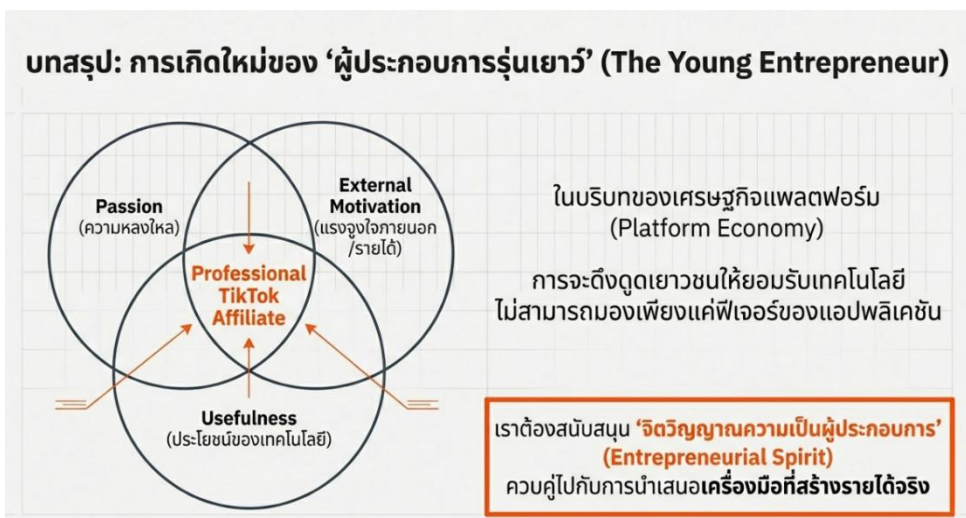 บทสรุป: การเกิดใหม่ของ ‘ผู้ประกอบการรุ่นเยาว์’ (The Young Entrepreneur)
Passion
(ความหลงใหล)
External
Motivation
(แรงจูงใจภายนอก
/รายได้)
Professional
TikTok
Affiliate
Usefulness
(ประโยชน์ของเทคโนโลยี)
ในบริบทของเศรษฐกิจแพลตฟอร์ม
(Platform Economy)
การจะดึงดูดเยาวชนให้ยอมรับเทคโนโลยี
ไม่สามารถมองเพียงแค่ฟีเจอร์ของแอปพลิเคชัน
เราต้องสนับสนุน ‘จิตวิญญาณความเป็นผู้ประกอบการ’
(Entrepreneurial Spirit)
ควบคู่ไปกับการนำเสนอเครื่องมือที่สร้างรายได้จริง